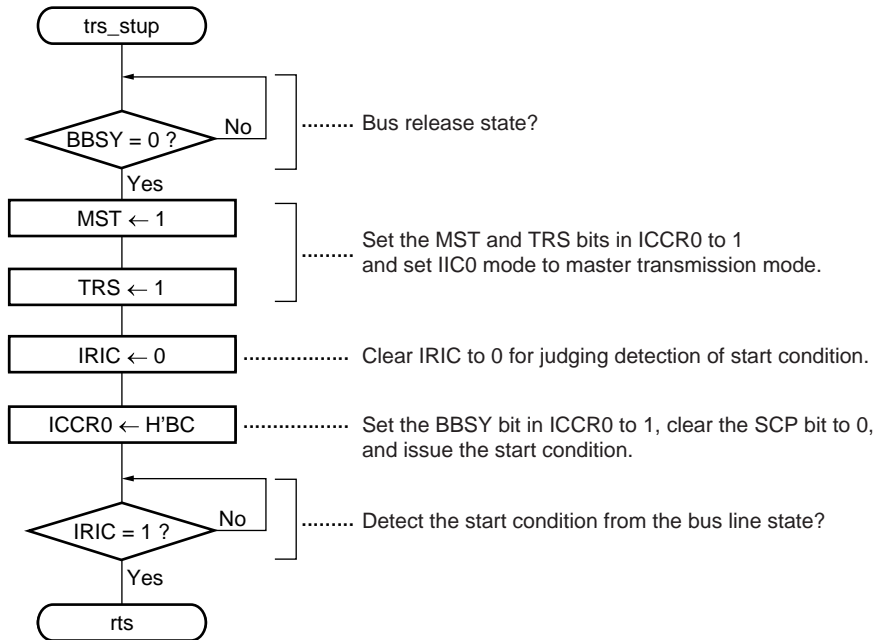 trs_stup
BBSY = 0 ?
No
Yes
......... Bus release state?
MST ← 1
TRS ← 1
......... Set the MST and TRS bits in ICCR0 to 1
and set IIC0 mode to master transmission mode.
IRIC ← 0
.................. Clear IRIC to 0 for judging detection of start condition.
ICCR0 ← H'BC
.................. Set the BBSY bit in ICCR0 to 1, clear the SCP bit to 0,
and issue the start condition.
IRIC = 1 ?
No
Yes
......... Detect the start condition from the bus line state?
rts